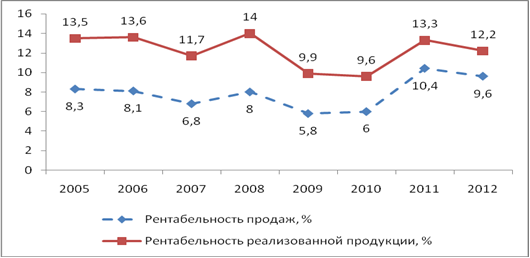 16
14
12
10
8
6
4
2
0
13,5 13,6 11,7 14 9,9 9,6 13,3 12,2
8,3 8,1 6,8 8 5,8 6 10,4 9,6
2005 2006 2007 2008 2009 2010 2011 2012
Рентабельность продаж, %
Рентабельность реализованной продукции, %